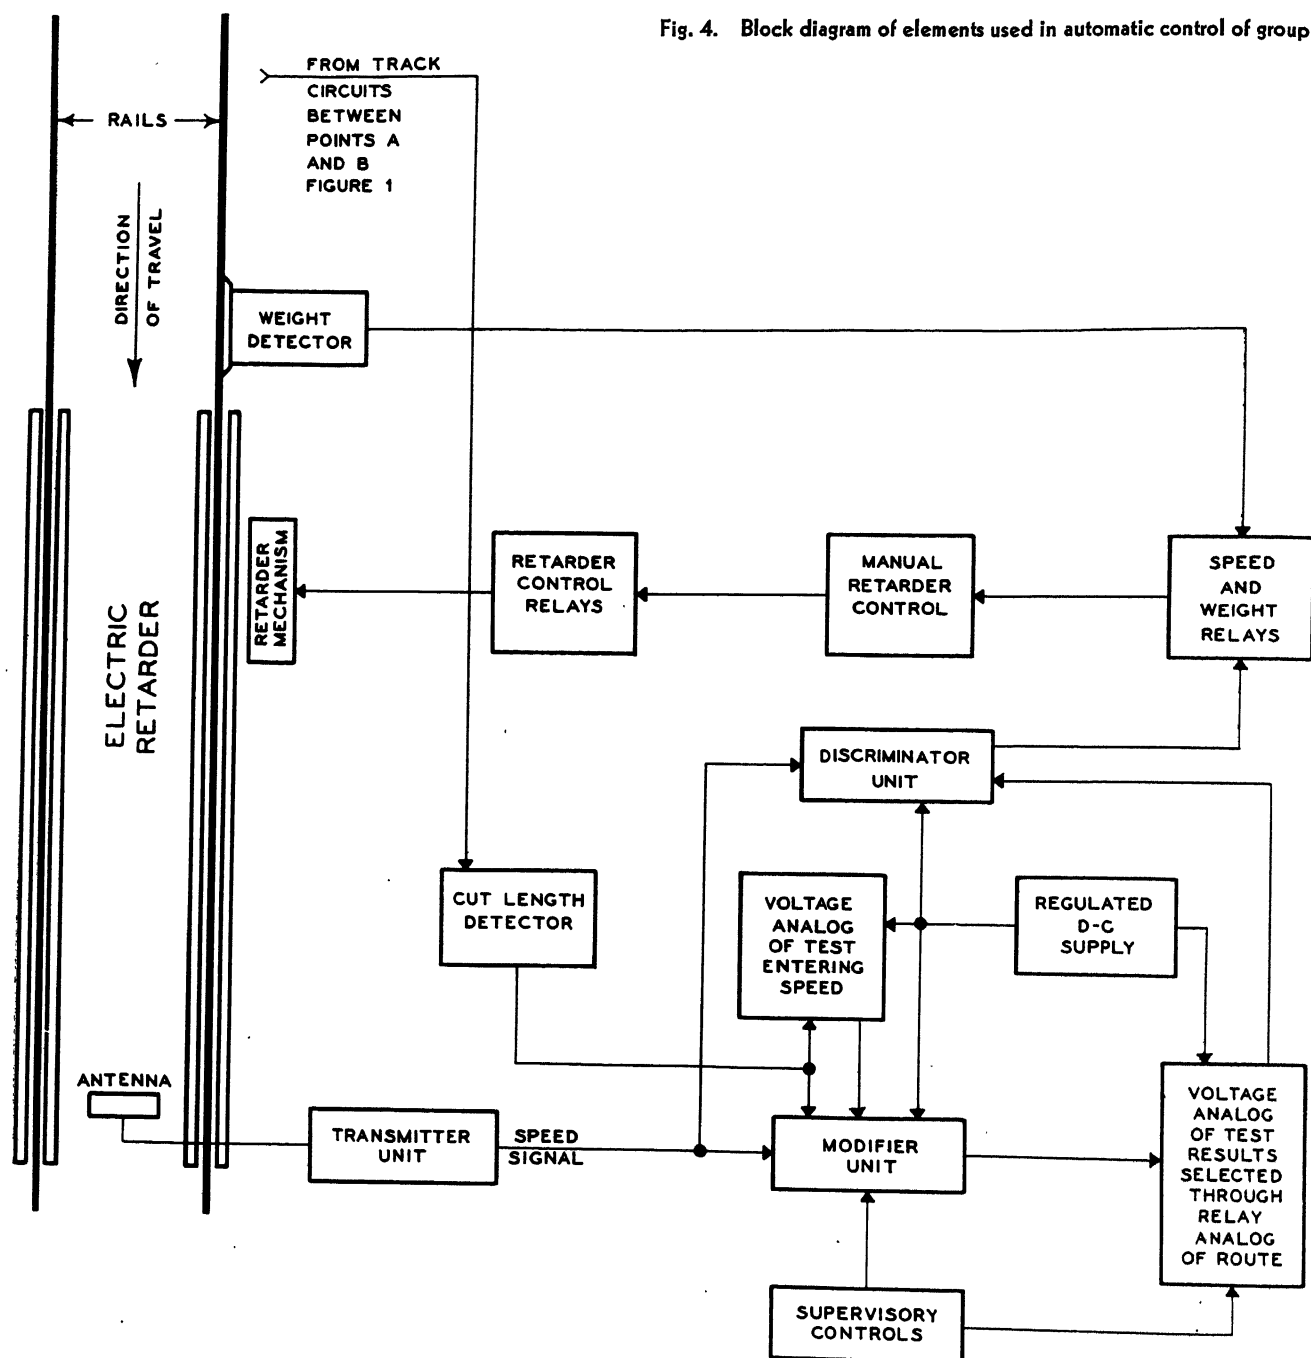 Fig. 4. Block diagram of elements used in automatic control of group
FROM TRACK
CIRCUITS
BETWEEN
POINTS A
AND B
FIGURE 1
RAILS
DIRECTION
OF TRAVEL
WEIGHT
DETECTOR
RETARDER
MECHANISM
RETARDER
CONTROL
RELAYS
MANUAL
RETARDER
CONTROL
SPEED
AND
WEIGHT
RELAYS
ELECTRIC
RETARDER
DISCRIMINATOR
UNIT
CUT LENGTH
DETECTOR
VOLTAGE
ANALOG
OF TEST
ENTERING
SPEED
REGULATED
D-C
SUPPLY
ANTENNA
TRANSMITTER
UNIT
SPEED
SIGNAL
MODIFIER
UNIT
VOLTAGE
ANALOG
OF TEST
RESULTS
SELECTED
THROUGH
RELAY
ANALOG
OF ROUTE
SUPERVISORY
CONTROLS